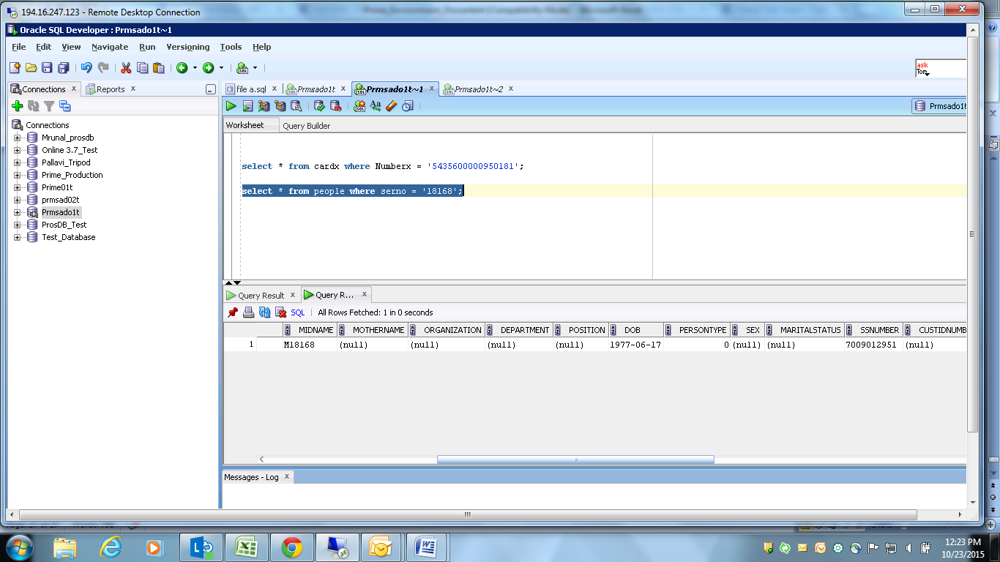 194.16.247.123 - Remote Desktop Connection
Oracle SQL Developer : Prmsado1t~1
File Edit View Navigate Run Versioning Tools Help
ask
Tom
Connections Reports
file a.sql Prmsado1t Prmsado1t~1 Prmsado1t~2
Prmsado1t
Worksheet Query Builder
Connections
Mrunal_prosdb
Online 3.7_Test
Pallavi_Tripod
Prime_Production
Prime01t
prmsad02t
Prmsado1t
ProsDB_Test
Test_Database
select * from cardx where Numberx = '5435600000950181';
select * from people where serno = '18168';
Query Result Query R...
SQL All Rows Fetched: 1 in 0 seconds
MIDNAME MOTHERNAME ORGANIZATION DEPARTMENT POSITION DOB PERSONTYPE SEX MARITALSTATUS SSNUMBER CUSTIDNUMB
1 M18168 (null) (null) (null) (null) 1977-06-17 0 (null) (null) 7009012951 (null)
Messages - Log
12:23 PM
10/23/2015